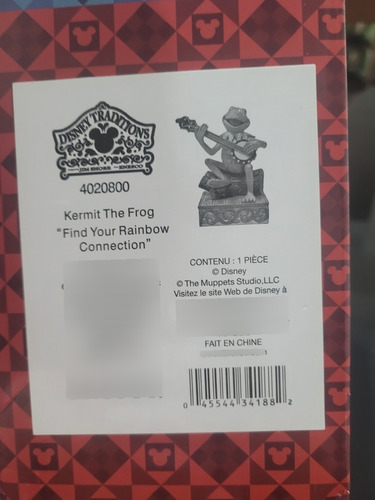 DISNEY TRADITIONS
JIM SHORE ENESCO
4020800
Kermit The Frog
“Find Your Rainbow
Connection”
CONTENU : 1 PIÈCE
© Disney
© The Muppets Studio,LLC
Visitez le site Web de Disney à
FAIT EN CHINE
0 45544 34188 2